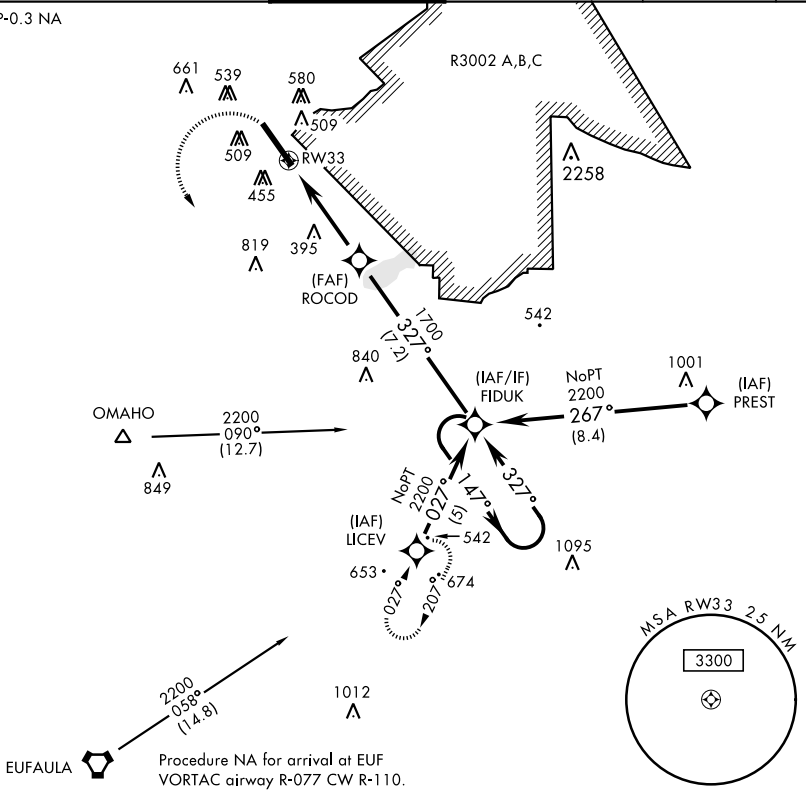 P-0.3 NA
R3002 A,B,C
661
539
580
509
509
RW33
2258
455
819
395
(FAF)
ROCOD
542
1700
327°
(7.2)
840
(IAF/IF)
FIDUK
NoPT
2200
267°
(8.4)
1001
(IAF)
PREST
OMAHO
2200
090°
(12.7)
849
NoPT
2200
027°
(5)
147°
327°
(IAF)
LICEV
542
1095
653
674
027°
207°
MSA RW33 25 NM
3300
2200
058°
(14.8)
1012
EUFAULA
Procedure NA for arrival at EUF
VORTAC airway R-077 CW R-110.